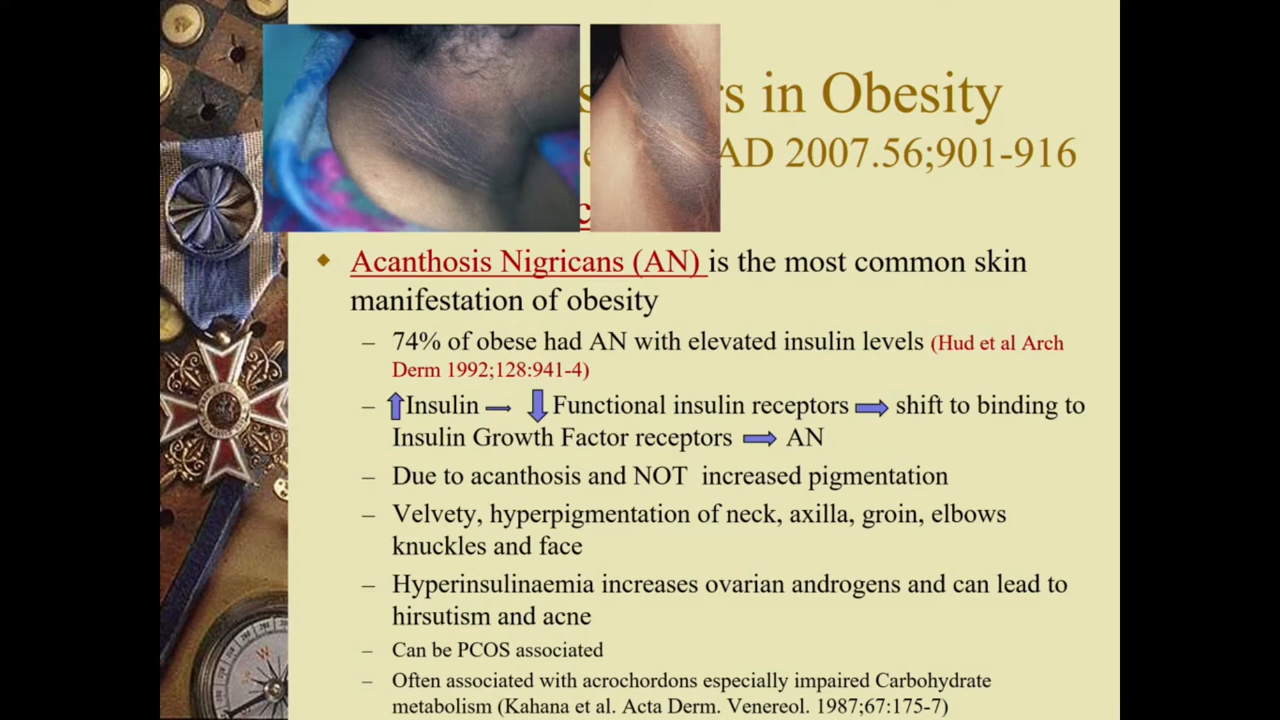 rs in Obesity
AD 2007.56;901-916
Acanthosis Nigricans (AN) is the most common skin
manifestation of obesity
– 74% of obese had AN with elevated insulin levels (Hud et al Arch
Derm 1992;128:941-4)
– Insulin Functional insulin receptors shift to binding to
Insulin Growth Factor receptors AN
– Due to acanthosis and NOT increased pigmentation
– Velvety, hyperpigmentation of neck, axilla, groin, elbows
knuckles and face
– Hyperinsulinaemia increases ovarian androgens and can lead to
hirsutism and acne
– Can be PCOS associated
– Often associated with acrochordons especially impaired Carbohydrate
metabolism (Kahana et al. Acta Derm. Venereol. 1987;67:175-7)